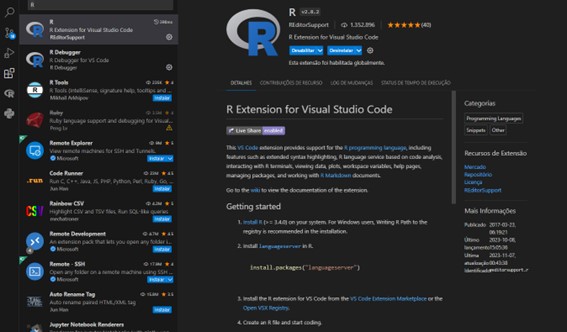 R
R
R Extension for Visual Studio Code
REditorSupport
R Debugger
R Debugger for VS Code
R Tools
R Tools (IntelliSense, signature help, tooltips and
Mikhail Arkhipov
Instalar
Ruby
Ruby language support and debugging for Visual
Peng Lv
Remote Explorer
View remote machines for SSH and Tunnels.
Microsoft
Instalar
Code Runner
Run C, C++, Java, JS, PHP, Python, Perl, Ruby, Go,
Jun Han
Instalar
Rainbow CSV
Highlight CSV and TSV files, Run SQL-like queries
mechatroner
Instalar
Remote Development
An extension pack that lets you open any folder i
Microsoft
Instalar
Remote - SSH
Open any folder on a remote machine using SSH
Microsoft
Instalar
Auto Rename Tag
Auto rename paired HTML/XML tag
Jun Han
Instalar
Jupyter Notebook Renderers
R v2.8.2
REditorSupport
1,352,896
(40)
R Extension for Visual Studio Code
Desabilitar
Desinstalar
Esta extensão foi habilitada globalmente.
DETALHES CONTRIBUIÇÕES DE RECURSO LOG DE MUDANÇAS STATUS DE TEMPO DE EXECUÇÃO
R Extension for Visual Studio Code
Live Share enabled
This VS Code extension provides support for the R programming language, including
features such as extended syntax highlighting, R language service based on code analysis,
interacting with R terminals, viewing data, plots, workspace variables, help pages,
managing packages, and working with R Markdown documents.
Go to the wiki to view the documentation of the extension.
Getting started
1. Install R (>= 3.4.0) on your system. For Windows users, Writing R Path to the
registry is recommended in the installation.
2. Install languageserver in R.
install.packages("languageserver")
3. Install the R extension for VS Code from the VS Code Extension Marketplace or the
Open VSX Registry.
4. Create an R file and start coding.
Categorias
Programming Languages
Snippets Other
Recursos de Extensão
Mercado
Repositório
Licença
REditorSupport
Mais Informações
Publicado 2017-03-23,
Último 2023-10-08,
lançamento
Última 2023-11-07,
atualização
Identificador reditorsupport.r